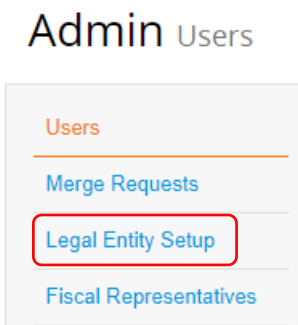 Admin Users
Users
Merge Requests
Legal Entity Setup
Fiscal Representatives